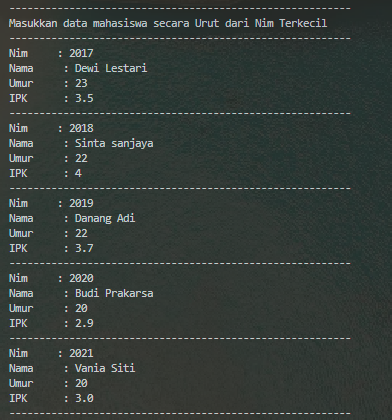 ---------------------------------------------------------
Masukkan data mahasiswa secara Urut dari Nim Terkecil
---------------------------------------------------------
Nim     : 2017
Nama     : Dewi Lestari
Umur     : 23
IPK      : 3.5
---------------------------------------------------------
Nim     : 2018
Nama     : Sinta sanjaya
Umur     : 22
IPK      : 4
---------------------------------------------------------
Nim     : 2019
Nama     : Danang Adi
Umur     : 22
IPK      : 3.7
---------------------------------------------------------
Nim     : 2020
Nama     : Budi Prakarsa
Umur     : 20
IPK      : 2.9
---------------------------------------------------------
Nim     : 2021
Nama     : Vania Siti
Umur     : 20
IPK      : 3.0
---------------------------------------------------------